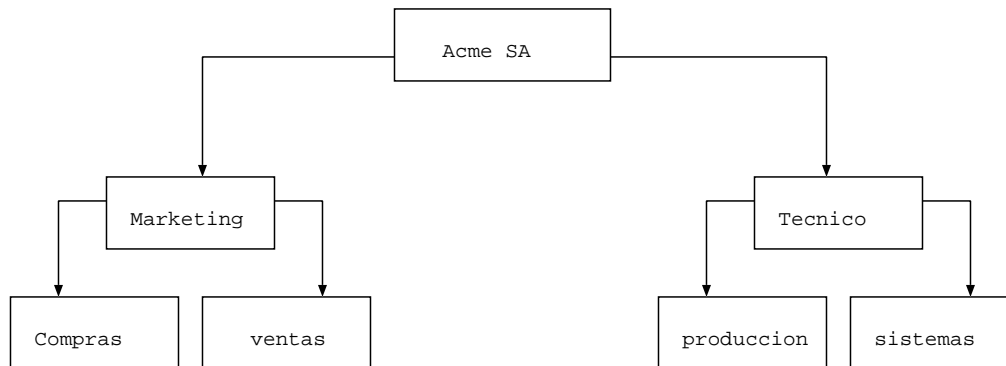 Acme SA
Marketing
Tecnico
Compras
ventas
produccion
sistemas